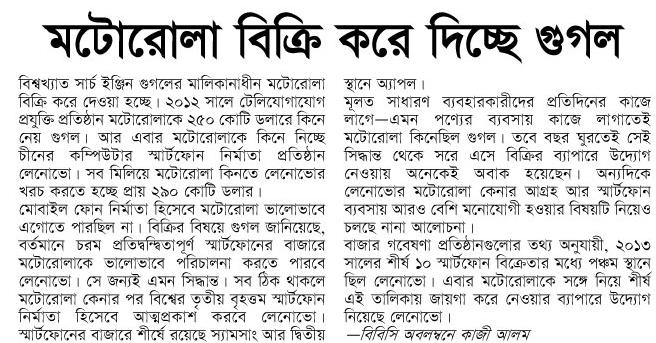 মটোরোলা বিক্রি করে দিচ্ছে গুগল
বিশ্বখ্যাত সার্চ ইঞ্জিন গুগলের মালিকানাধীন মটোরোলা
বিক্রি করে দেওয়া হচ্ছে। ২০১২ সালে টেলিযোগাযোগ
প্রযুক্তি প্রতিষ্ঠান মটোরোলাকে ২৫০ কোটি ডলারে কিনে
নেয় গুগল। আর এবার মটোরোলাকে কিনে নিচ্ছে
চীনের কম্পিউটার স্মার্টফোন নির্মাতা প্রতিষ্ঠান
লেনোভো। সব মিলিয়ে মটোরোলা কিনতে লেনোভোর
খরচ করতে হচ্ছে প্রায় ২৯০ কোটি ডলার।
মোবাইল ফোন নির্মাতা হিসেবে মটোরোলা ভালোভাবে
এগোতে পারছিল না। বিক্রির বিষয়ে গুগল জানিয়েছে,
বর্তমানে চরম প্রতিদ্বন্দ্বিতাপূর্ণ স্মার্টফোনের বাজারে
মটোরোলাকে ভালোভাবে পরিচালনা করতে পারবে
লেনোভো। সে জন্যই এমন সিদ্ধান্ত। সব ঠিক থাকলে
মটোরোলা কেনার পর বিশ্বের তৃতীয় বৃহত্তম স্মার্টফোন
নির্মাতা হিসেবে আত্মপ্রকাশ করবে লেনোভো।
স্মার্টফোনের বাজারে শীর্ষে রয়েছে স্যামসাং আর দ্বিতীয়
স্থানে অ্যাপল।
মূলত সাধারণ ব্যবহারকারীদের প্রতিদিনের কাজে
লাগে—এমন পণ্যের ব্যবসায় কাজে লাগাতেই
মটোরোলা কিনেছিল গুগল। তবে বছর ঘুরতেই সেই
সিদ্ধান্ত থেকে সরে এসে বিক্রির ব্যাপারে উদ্যোগ
নেওয়ায় অনেকেই অবাক হয়েছেন। অন্যদিকে
লেনোভোর মটোরোলা কেনার আগ্রহ আর স্মার্টফোন
ব্যবসায় আরও বেশি মনোযোগী হওয়ার বিষয়টি নিয়েও
চলছে নানা আলোচনা।
বাজার গবেষণা প্রতিষ্ঠানগুলোর তথ্য অনুযায়ী, ২০১৩
সালের শীর্ষ ১০ স্মার্টফোন বিক্রেতার মধ্যে পঞ্চম স্থানে
ছিল লেনোভো। এবার মটোরোলাকে সঙ্গে নিয়ে শীর্ষ
এই তালিকায় জায়গা করে নেওয়ার ব্যাপারে উদ্যোগ
নিয়েছে লেনোভো।
—বিবিসি অবলম্বনে কাজী আলম